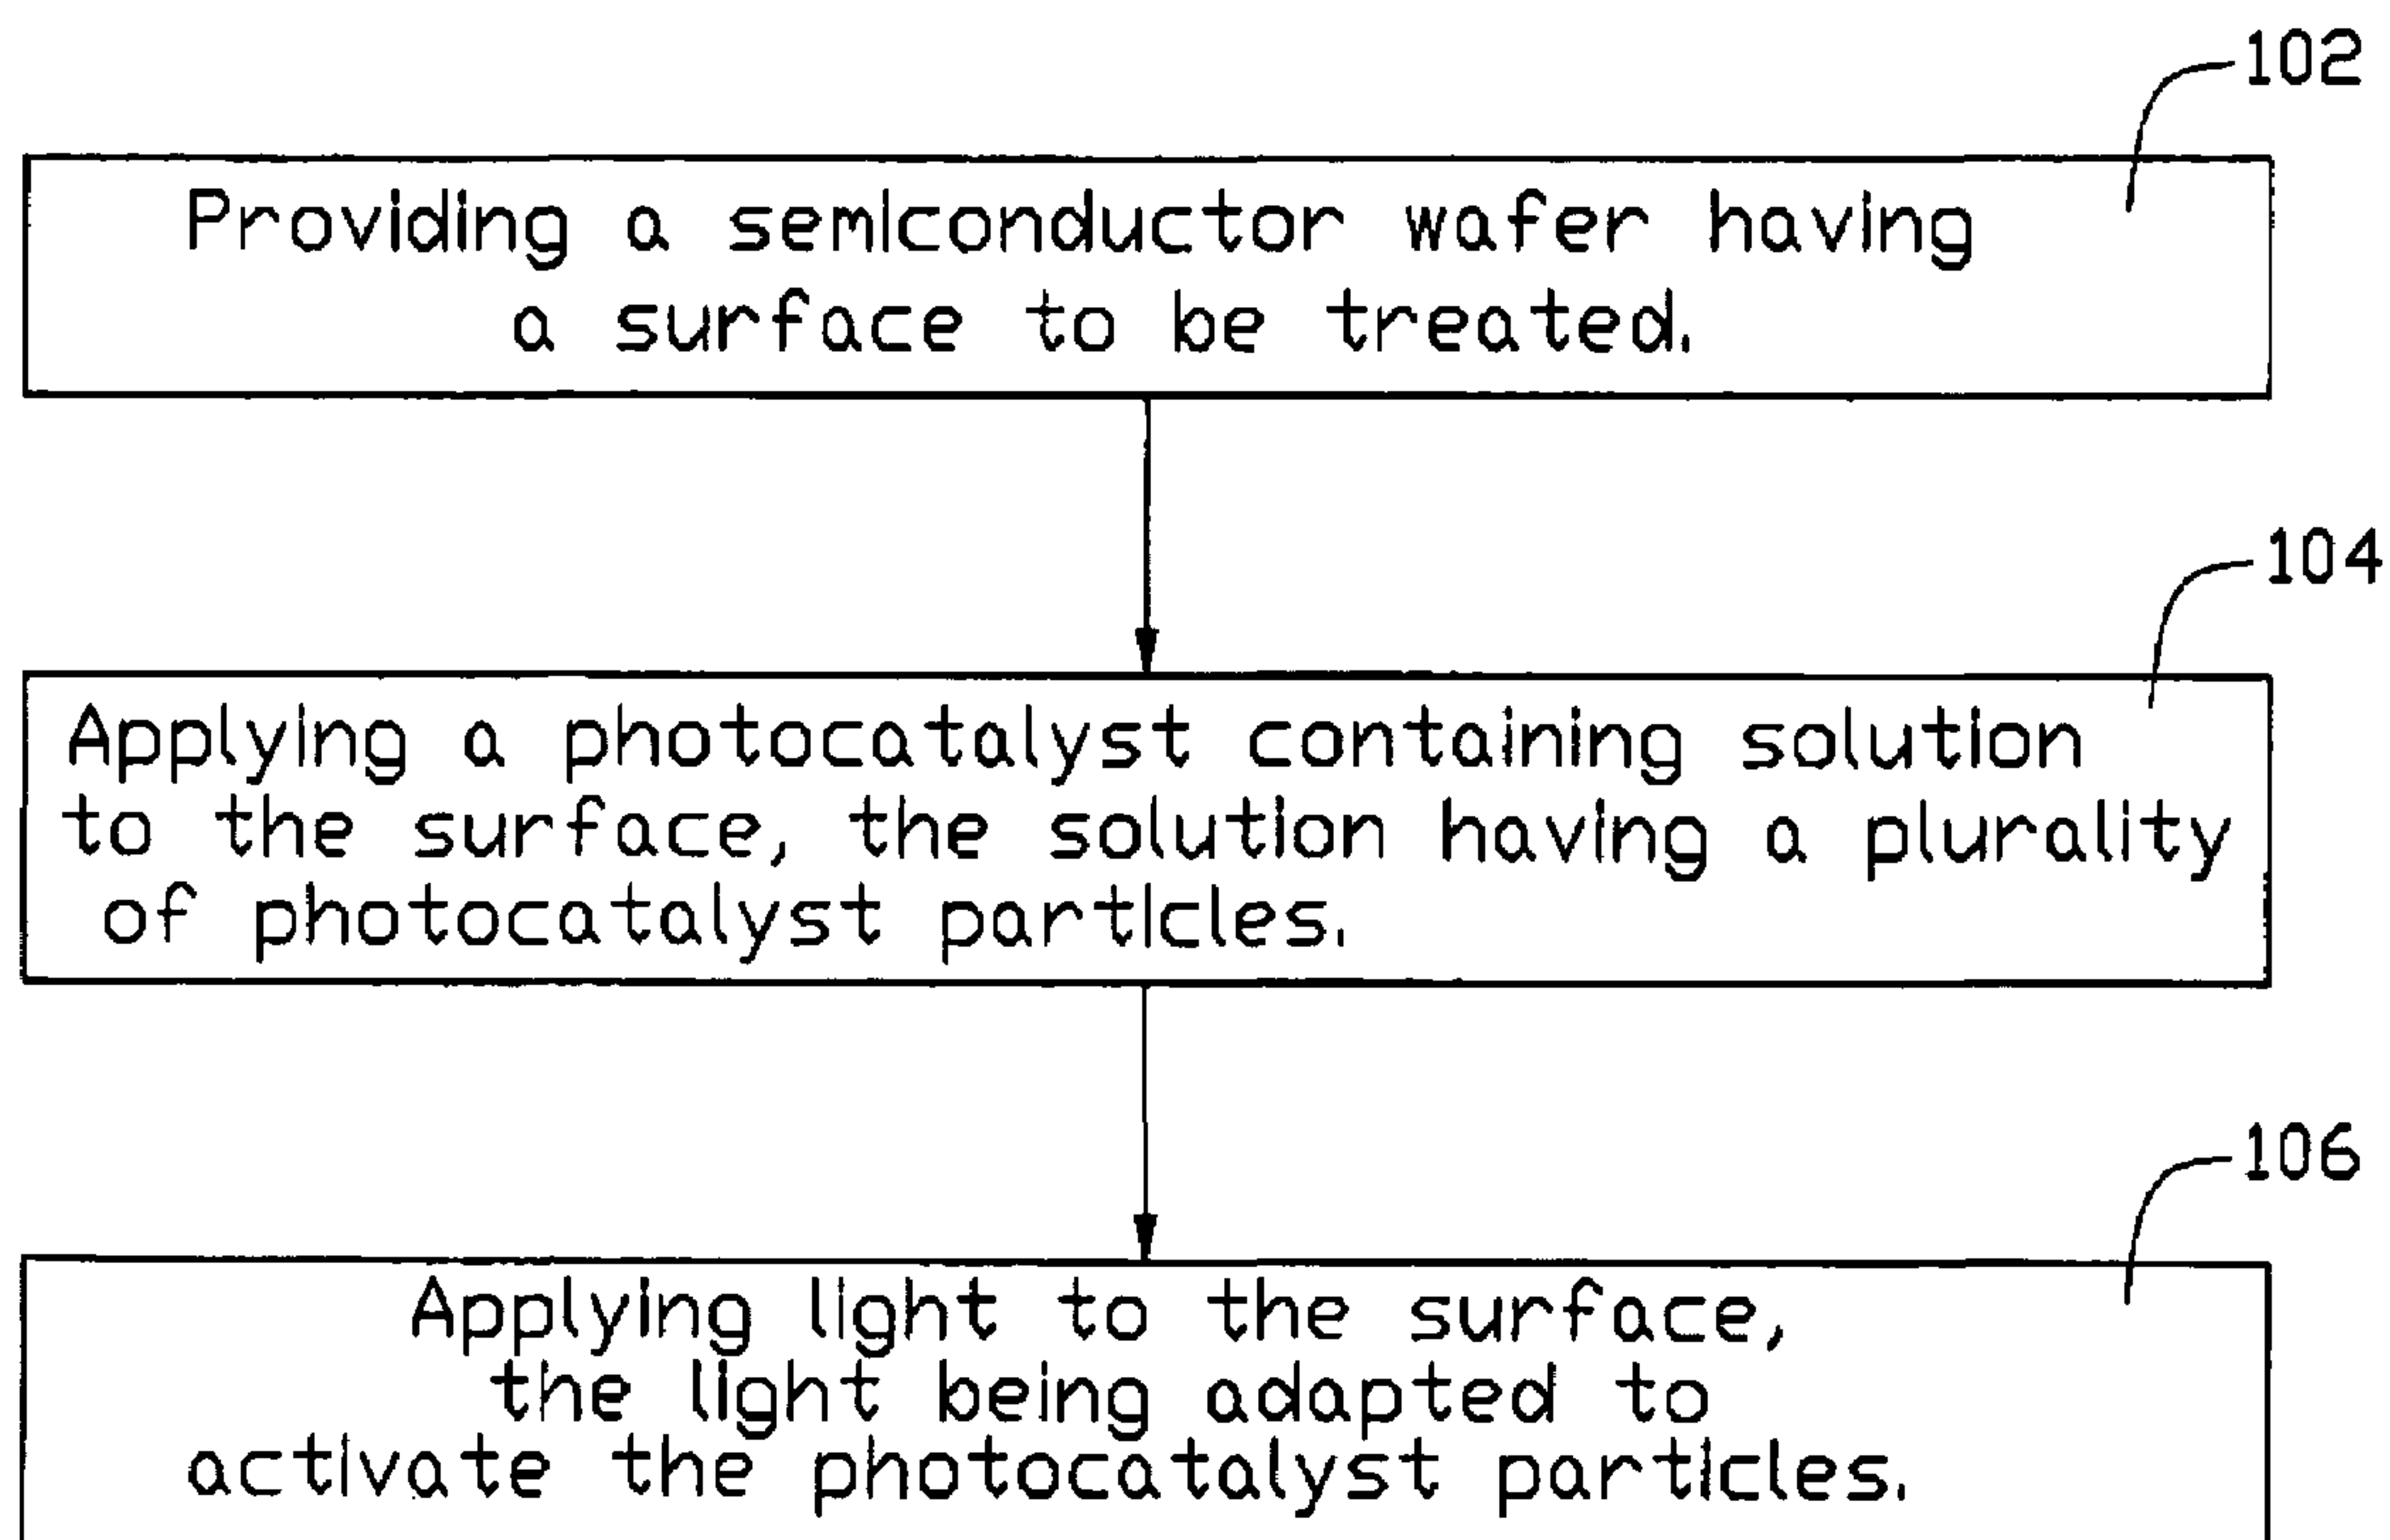 102
Providing a semiconductor wafer having
a surface to be treated.
104
Applying a photocatalyst containing solution
to the surface, the solution having a plurality
of photocatalyst particles.
106
Applying light to the surface,
the light being adapted to
activate the photocatalyst particles.